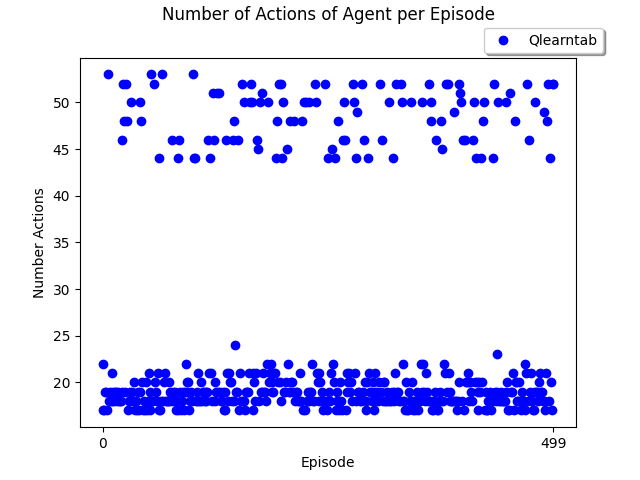 Number of Actions of Agent per Episode
Qlearntab
50
45
40
35
30
25
20
Number Actions
0
499
Episode